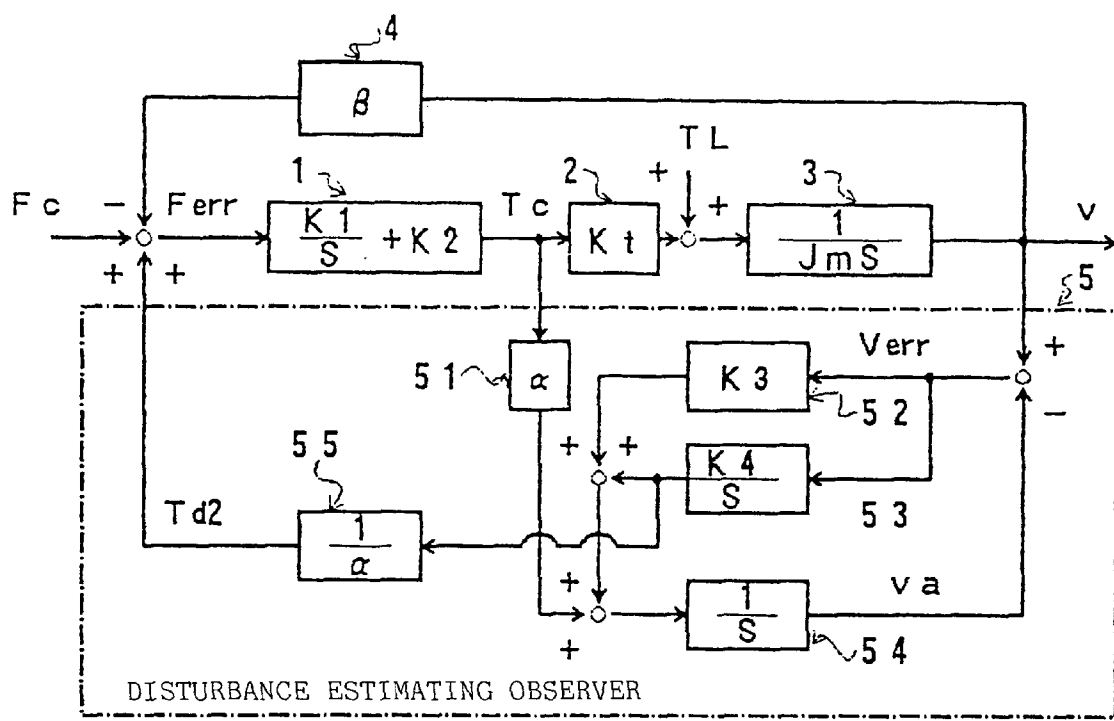 4
β
TL
1
2
3
+
Fc
−
Ferr
K1
S
+K2
Tc
Kt
+
1
JmS
v
+
+
5
51
α
Verr
+
K3
52
−
55
+
+
K4
S
53
Td2
1
α
+
1
S
va
+
54
DISTURBANCE ESTIMATING OBSERVER